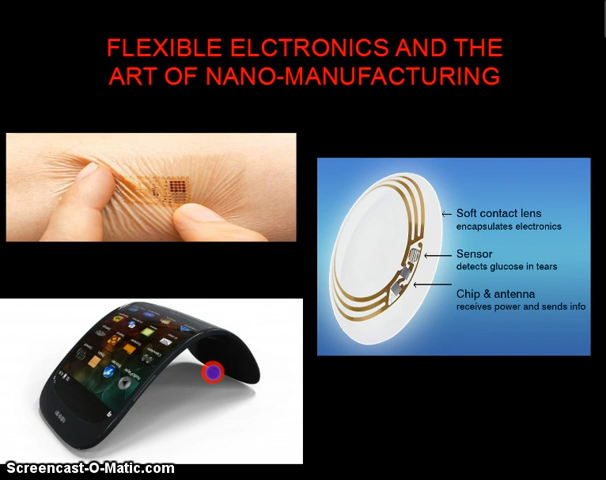 FLEXIBLE ELCTRONICS AND THE
ART OF NANO-MANUFACTURING
Soft contact lens
encapsulates electronics
Sensor
detects glucose in tears
Chip & antenna
receives power and sends info
Screencast-O-Matic.com